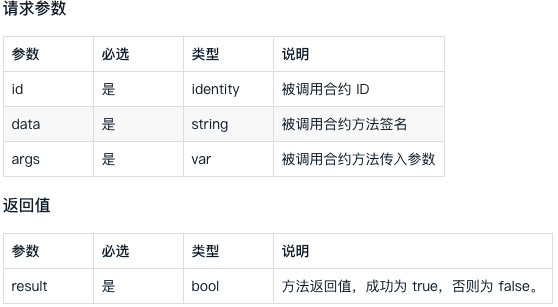 请求参数
参数 必选 类型 说明
id 是 identity 被调用合约 ID
data 是 string 被调用合约方法签名
args 是 var 被调用合约方法传入参数
返回值
参数 必选 类型 说明
result 是 bool 方法返回值，成功为 true，否则为 false。